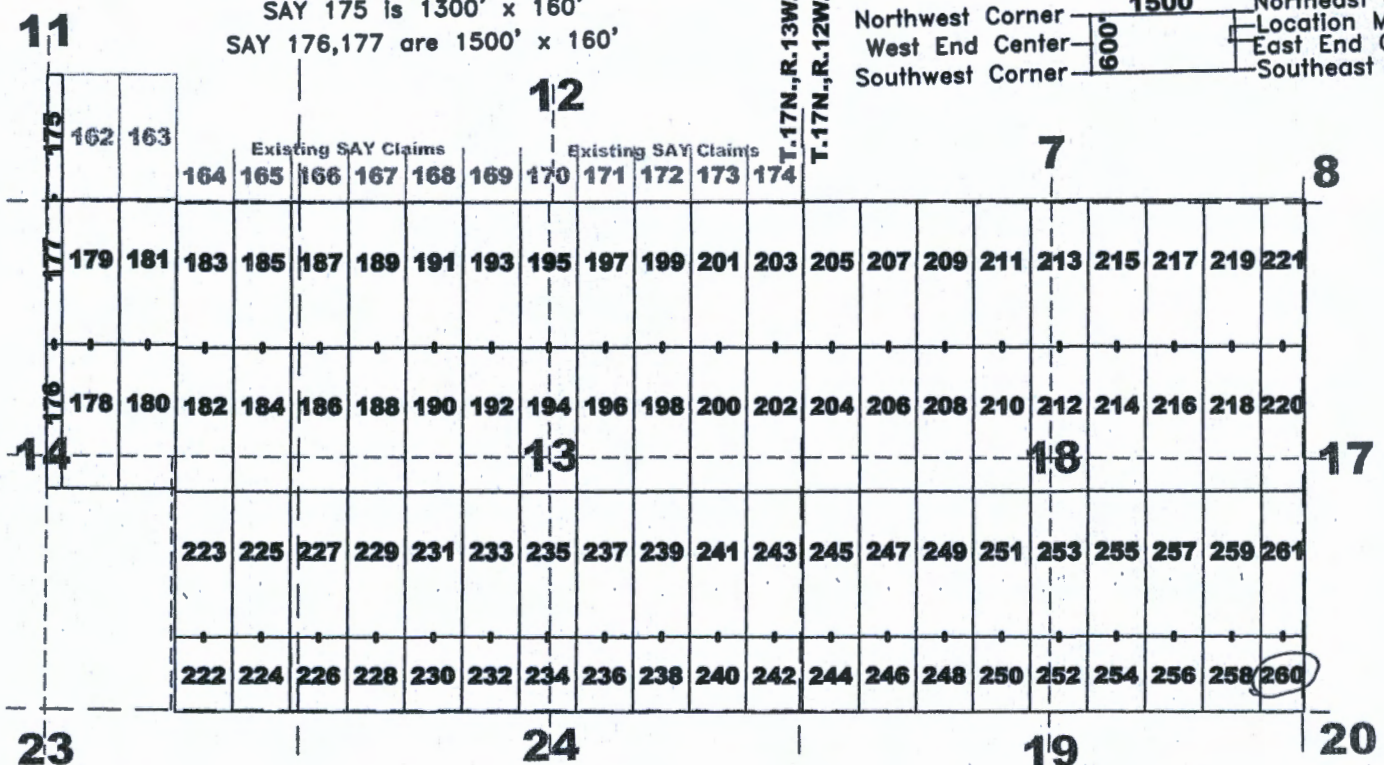 SAY 175 is 1300' x 160'
SAY 176,177 are 1500' x 160'
T.17N.,R.13W.
T.17N.,R.12W.
1500'
600'
Northwest Corner
West End Center
Southwest Corner
Northeast
Location
East End
Southeast
11
12
7
8
175
162 163
Existing SAY Claims
Existing SAY Claims
164 165 166 167 168 169 170 171 172 173 174
177 179 181 183 185 187 189 191 193 195 197 199 201 203 205 207 209 211 213 215 217 219 221
176 178 180 182 184 186 188 190 192 194 196 198 200 202 204 206 208 210 212 214 216 218 220
14 13 18 17
223 225 227 229 231 233 235 237 239 241 243 245 247 249 251 253 255 257 259 261
222 224 226 228 230 232 234 236 238 240 242 244 246 248 250 252 254 256 258 260
23 24 19 20